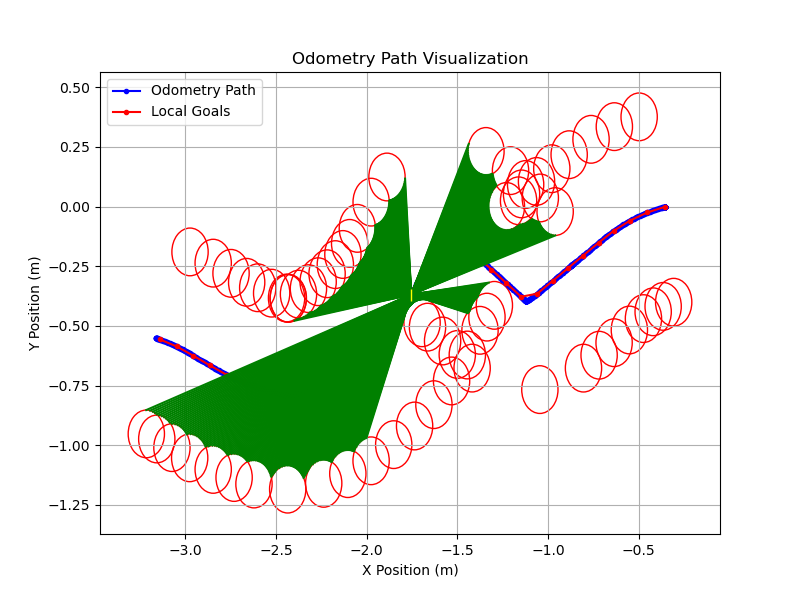 Odometry Path Visualization
Odometry Path
Local Goals
0.50
0.25
0.00
−0.25
−0.50
−0.75
−1.00
−1.25
Y Position (m)
−3.0 −2.5 −2.0 −1.5 −1.0 −0.5
X Position (m)